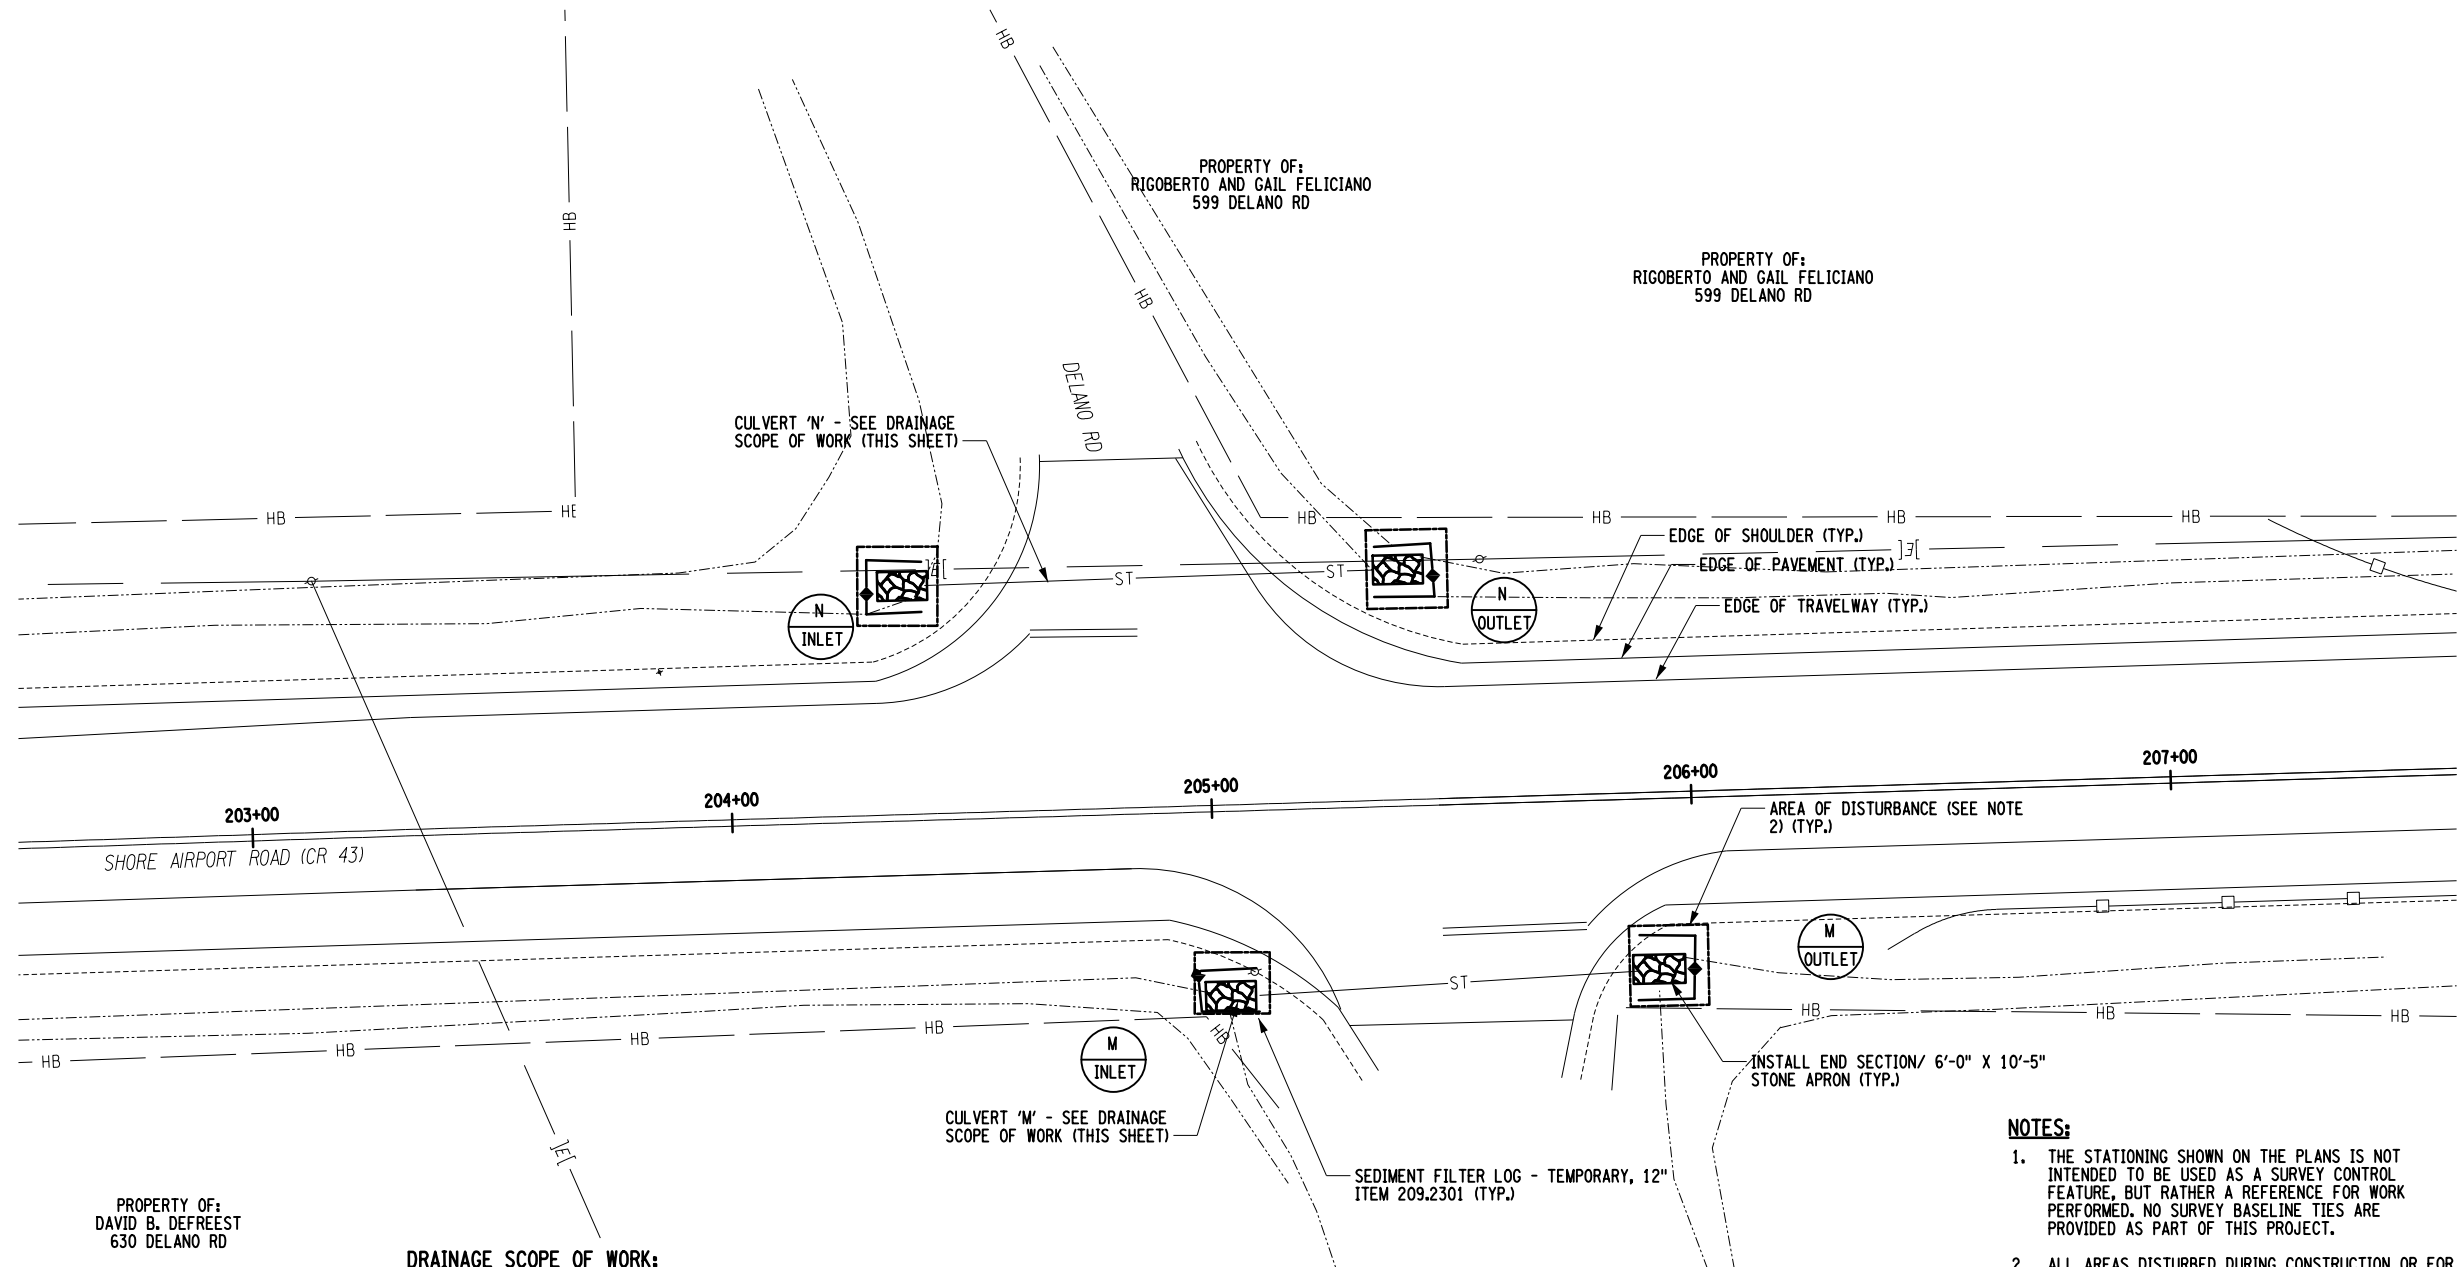 HB
PROPERTY OF:
RIGOBERTO AND GAIL FELICIANO
599 DELANO RD
HB
PROPERTY OF:
RIGOBERTO AND GAIL FELICIANO
599 DELANO RD
HB
DELANO RD
CULVERT 'N' - SEE DRAINAGE
SCOPE OF WORK (THIS SHEET)
HB
HB
HB
HB
HB
EDGE OF SHOULDER (TYP.)
]E[
]E[
EDGE OF PAVEMENT (TYP.)
ST
ST
EDGE OF TRAVELWAY (TYP.)
N
INLET
N
OUTLET
203+00
204+00
205+00
206+00
207+00
SHORE AIRPORT ROAD (CR 43)
AREA OF DISTURBANCE (SEE NOTE
2) (TYP.)
M
OUTLET
ST
HB
HB
HB
HB
HB
HB
HB
HB
M
INLET
INSTALL END SECTION/ 6'-0" X 10'-5"
STONE APRON (TYP.)
CULVERT 'M' - SEE DRAINAGE
SCOPE OF WORK (THIS SHEET)
]E[
SEDIMENT FILTER LOG - TEMPORARY, 12"
ITEM 209.2301 (TYP.)
NOTES:
1. THE STATIONING SHOWN ON THE PLANS IS NOT
INTENDED TO BE USED AS A SURVEY CONTROL
FEATURE, BUT RATHER A REFERENCE FOR WORK
PERFORMED. NO SURVEY BASELINE TIES ARE
PROVIDED AS PART OF THIS PROJECT.
2. ALL AREAS DISTURBED DURING CONSTRUCTION OR FOR
PROPERTY OF:
DAVID B. DEFREEST
630 DELANO RD
DRAINAGE SCOPE OF WORK: